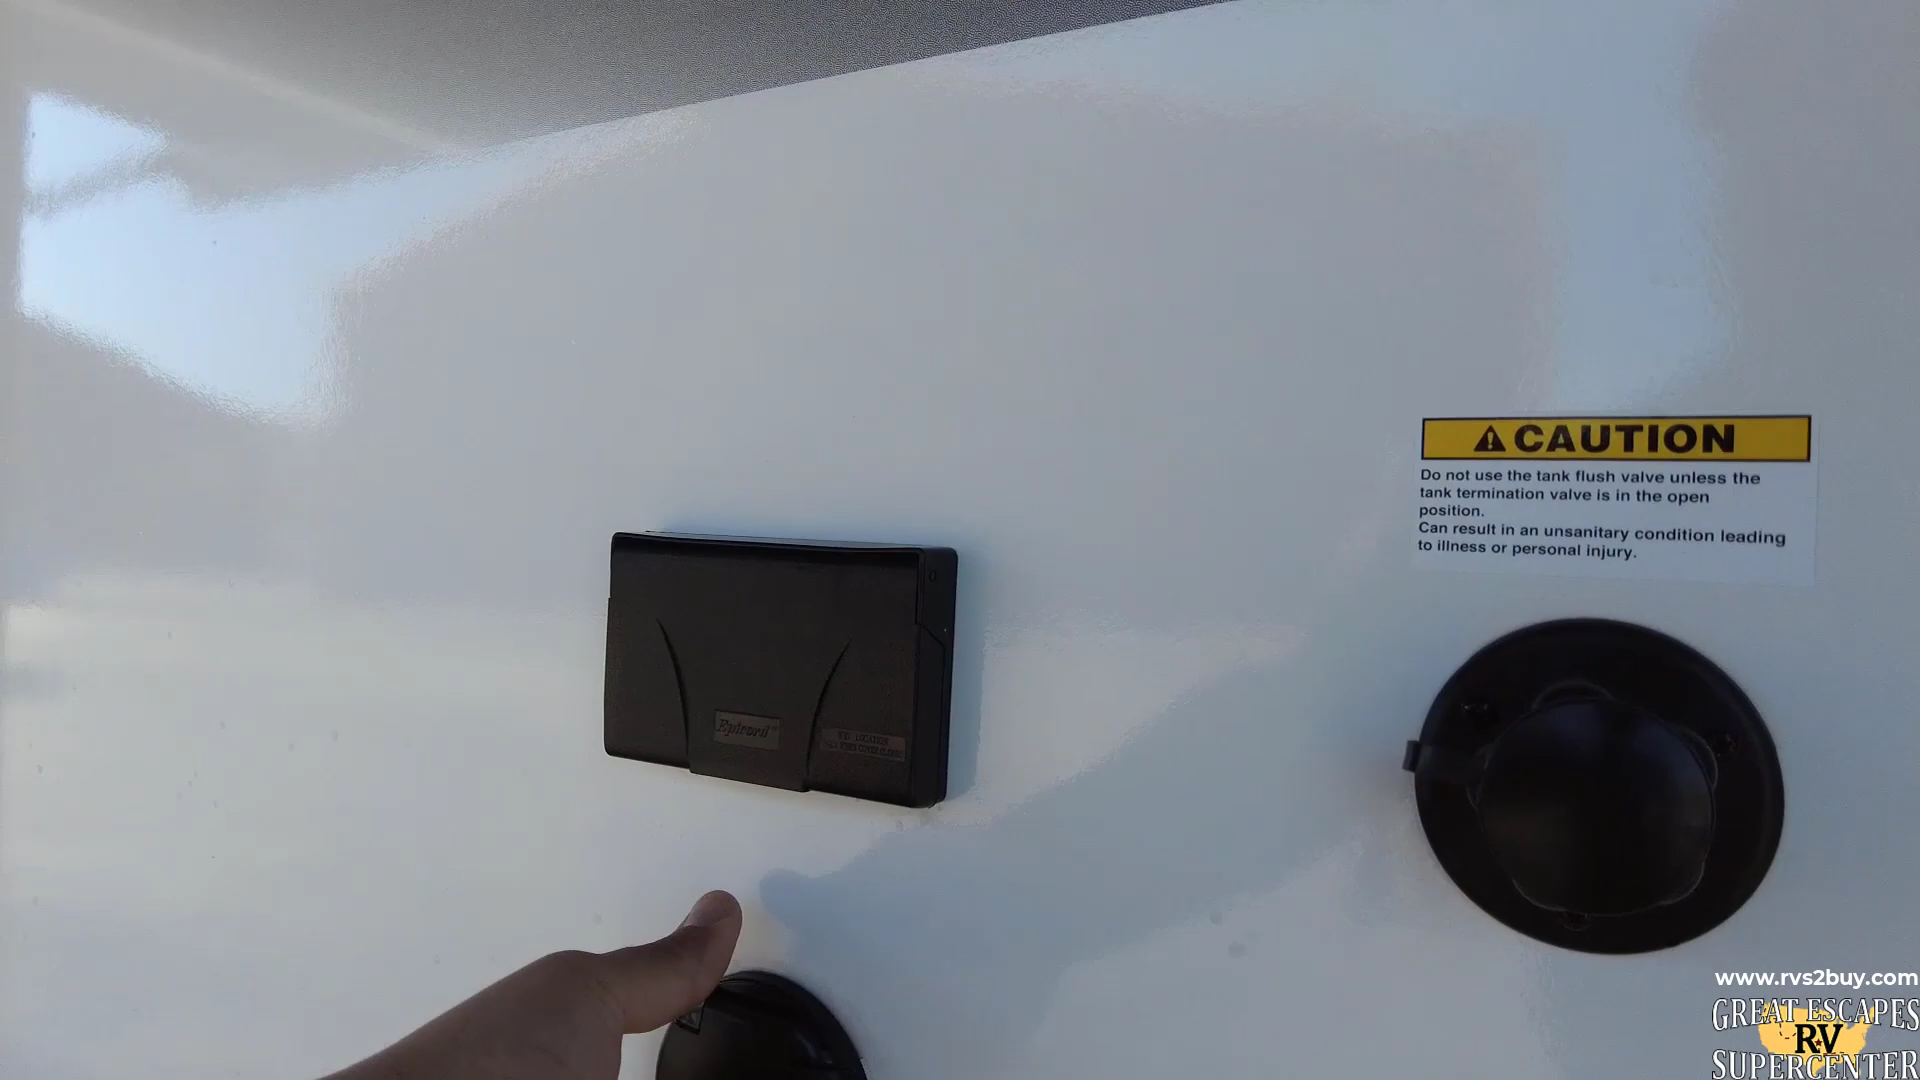 CAUTION
Do not use the tank flush valve unless the
tank termination valve is in the open
position.
Can result in an unsanitary condition leading
to illness or personal injury.
www.rvs2buy.com
GREAT ESCAPES
RV
SUPERCENTER